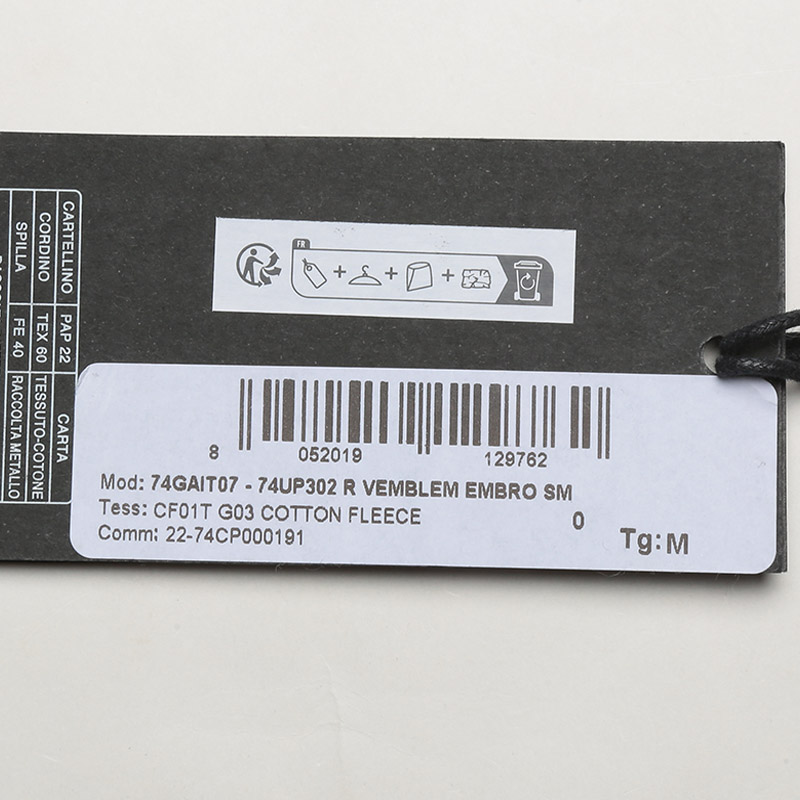 FR
CARTELLINO PAP 22 CARTA
CORDINO TEX 60 TESSUTO-COTONE
SPILLA FE 40 RACCOLTA METALLO
8 052019 129762
Mod: 74GAIT07 - 74UP302 R VEMBLEM EMBRO SM
Tess: CF01T G03 COTTON FLEECE
0
Comm: 22-74CP000191
Tg: M